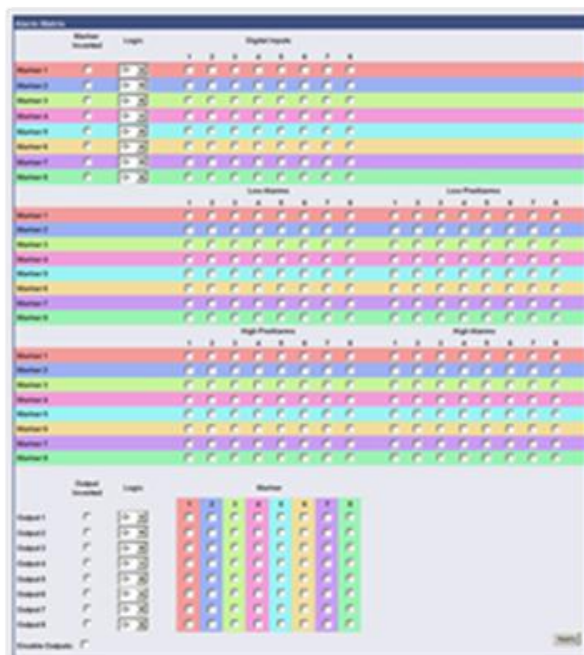 Alarm Matrix
Marker Inverted Login Digital Inputs
1 2 3 4 5 6 7 8
Marker 1
Marker 2
Marker 3
Marker 4
Marker 5
Marker 6
Marker 7
Marker 8
Low Alarms Low PreAlarms
1 2 3 4 5 6 7 8 1 2 3 4 5 6 7 8
Marker 1
Marker 2
Marker 3
Marker 4
Marker 5
Marker 6
Marker 7
Marker 8
High PreAlarms High Alarms
1 2 3 4 5 6 7 8 1 2 3 4 5 6 7 8
Marker 1
Marker 2
Marker 3
Marker 4
Marker 5
Marker 6
Marker 7
Marker 8
Output Inverted Login Marker
1 2 3 4 5 6 7 8
Output 1
Output 2
Output 3
Output 4
Output 5
Output 6
Output 7
Output 8
Outputs
Apply